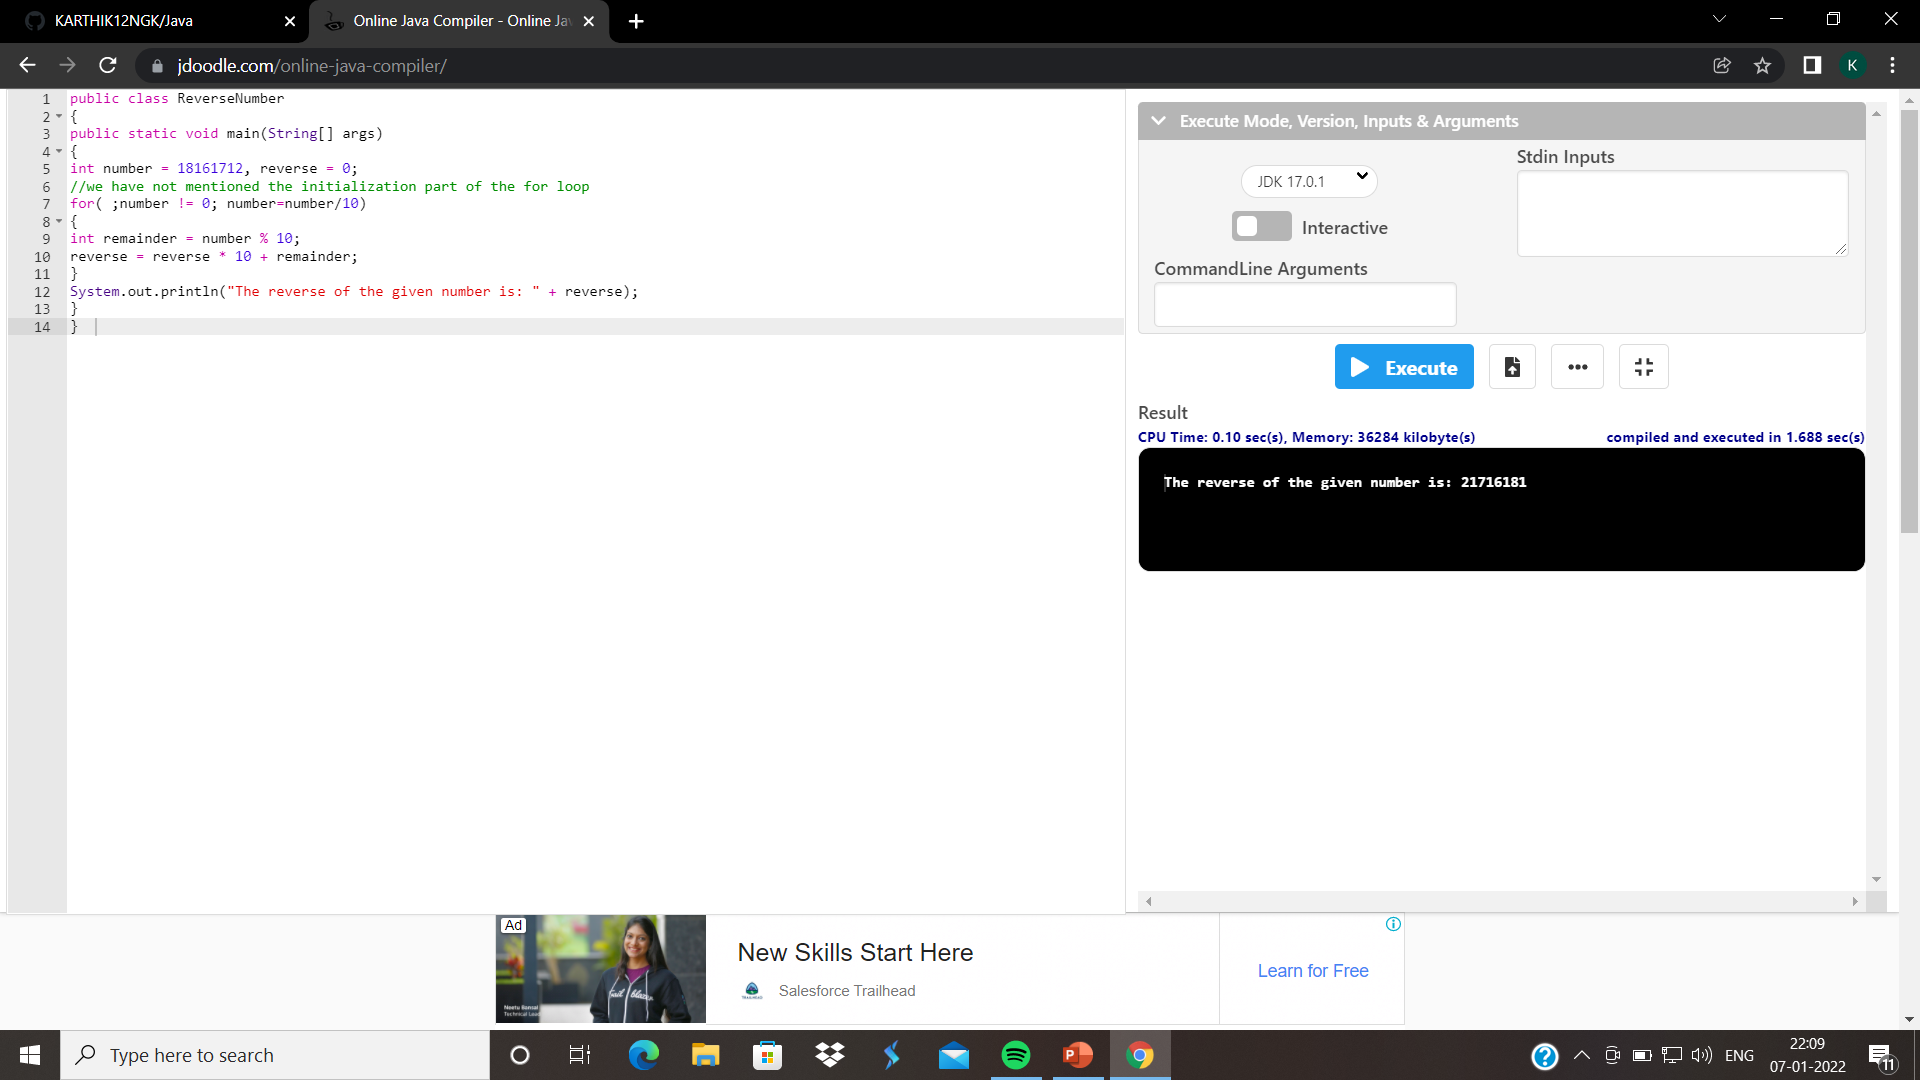 KARTHIK12NGK/Java
Online Java Compiler - Online Jav
jdoodle.com/online-java-compiler/
K
1 public class ReverseNumber
2 {
3 public static void main(String[] args)
4 {
5 int number = 18161712, reverse = 0;
6 //we have not mentioned the initialization part of the for loop
7 for( ;number != 0; number=number/10)
8 {
9 int remainder = number % 10;
10 reverse = reverse * 10 + remainder;
11 }
12 System.out.println("The reverse of the given number is: " + reverse);
13 }
14 }
Execute Mode, Version, Inputs & Arguments
JDK 17.0.1
Interactive
Stdin Inputs
CommandLine Arguments
Execute
Result
CPU Time: 0.10 sec(s), Memory: 36284 kilobyte(s)
compiled and executed in 1.688 sec(s)
The reverse of the given number is: 21716181
Ad
Neetu Bansal
Technical Lead
New Skills Start Here
Salesforce Trailhead
Learn for Free
Type here to search
ENG
22:09
07-01-2022
11